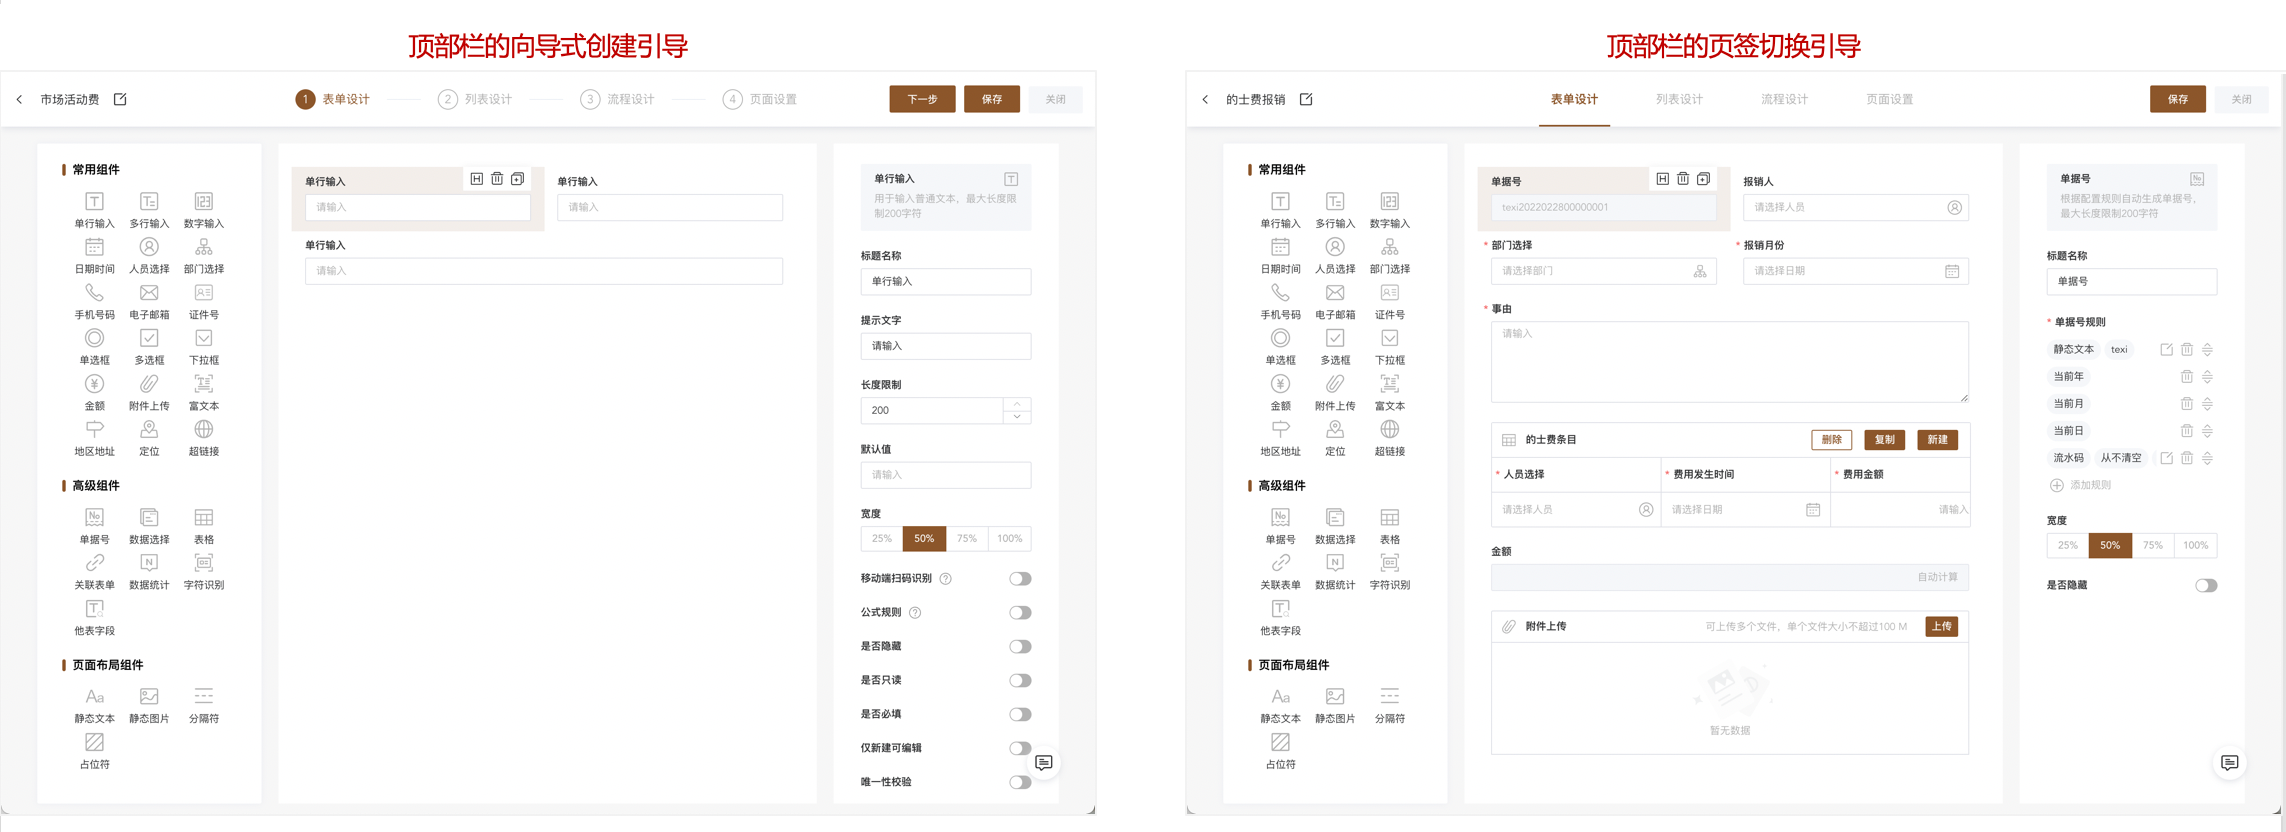 顶部栏的向导式创建引导
市场活动费
1 表单设计
2 列表设计
3 流程设计
4 页面设置
下一步
保存
关闭
常用组件
单行输入 多行输入 数字输入
日期时间 人员选择 部门选择
手机号码 电子邮箱 证件号
单选框 多选框 下拉框
金额 附件上传 富文本
地区地址 定位 超链接
高级组件
单据号 数据选择 表格
关联表单 数据统计 字符识别
他表字段
页面布局组件
静态文本 静态图片 分隔符
占位符
单行输入
请输入
单行输入
请输入
单行输入
请输入
单行输入
用于输入普通文本，最大长度限
制200字符
标题名称
单行输入
提示文字
请输入
长度限制
200
默认值
请输入
宽度
25% 50% 75% 100%
移动端扫码识别
公式规则
是否隐藏
是否只读
是否必填
仅新建可编辑
唯一性校验
顶部栏的页签切换引导
的士费报销
表单设计
列表设计
流程设计
页面设置
保存
关闭
常用组件
单行输入 多行输入 数字输入
日期时间 人员选择 部门选择
手机号码 电子邮箱 证件号
单选框 多选框 下拉框
金额 附件上传 富文本
地区地址 定位 超链接
高级组件
单据号 数据选择 表格
关联表单 数据统计 字符识别
他表字段
页面布局组件
静态文本 静态图片 分隔符
占位符
单据号
texi2022022800000001
报销人
请选择人员
* 部门选择
请选择部门
* 报销月份
请选择日期
* 事由
请输入
的士费条目
删除 复制 新建
* 人员选择 * 费用发生时间 * 费用金额
请选择人员 请选择日期 请输入
金额
自动计算
附件上传
可上传多个文件，单个文件大小不超过100 M
上传
暂无数据
单据号
根据配置规则自动生成单据号，
最大长度限制200字符
标题名称
单据号
* 单据号规则
静态文本 texi
当前年
当前月
当前日
流水码 从不清空
添加规则
宽度
25% 50% 75% 100%
是否隐藏